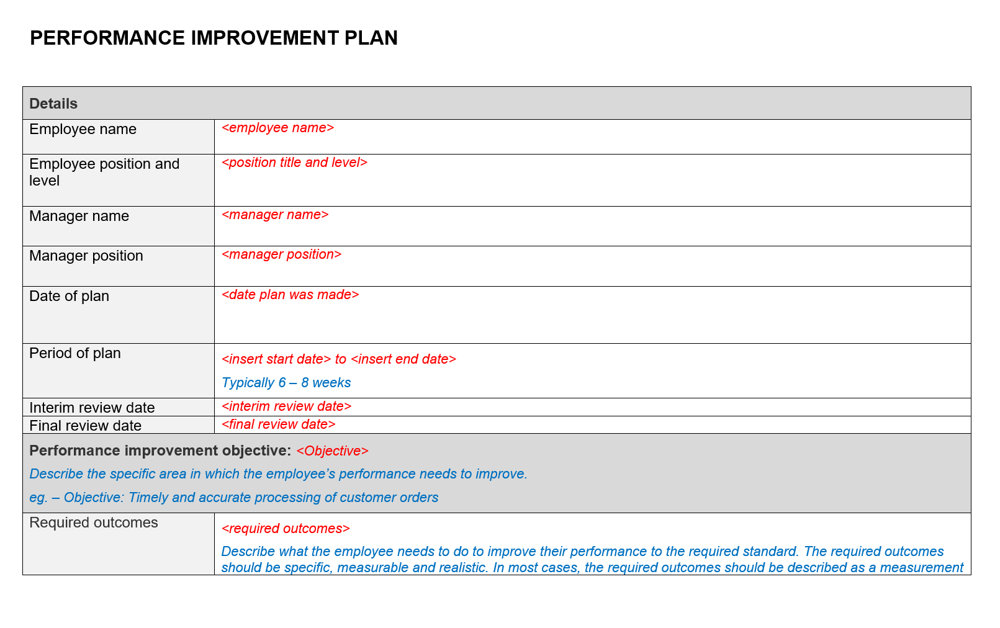 PERFORMANCE IMPROVEMENT PLAN
Details
Employee name
<employee name>
Employee position and
level
<position title and level>
Manager name
<manager name>
Manager position
<manager position>
Date of plan
<date plan was made>
Period of plan
<insert start date> to <insert end date>
Typically 6 – 8 weeks
Interim review date
<interim review date>
Final review date
<final review date>
Performance improvement objective: <Objective>
Describe the specific area in which the employee’s performance needs to improve.
eg. – Objective: Timely and accurate processing of customer orders
Required outcomes
<required outcomes>
Describe what the employee needs to do to improve their performance to the required standard. The required outcomes
should be specific, measurable and realistic. In most cases, the required outcomes should be described as a measurement